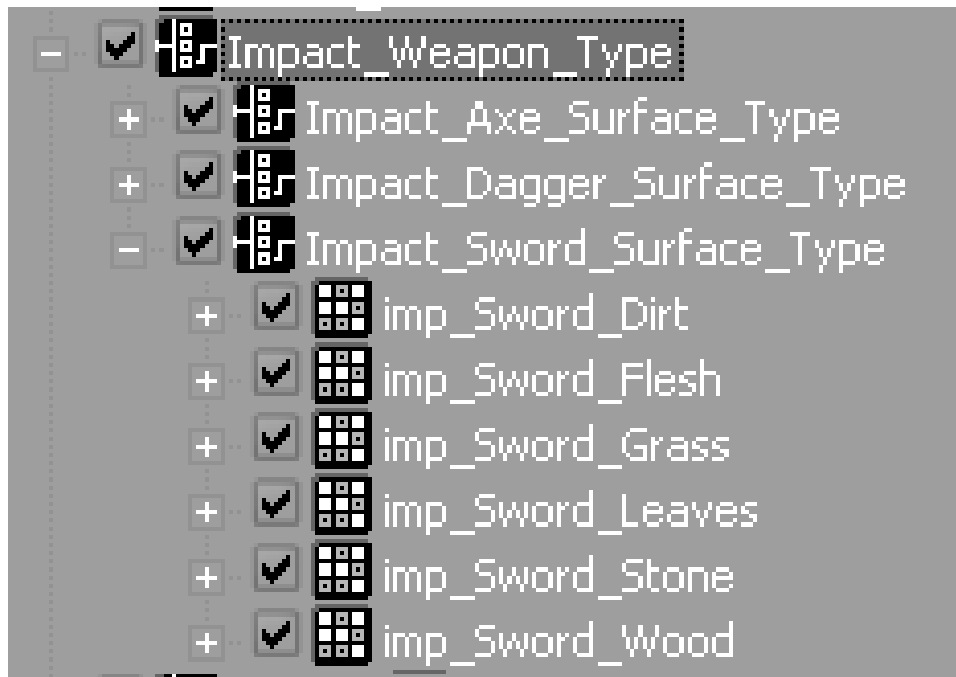 Impact_Weapon_Type
Impact_Axe_Surface_Type
Impact_Dagger_Surface_Type
Impact_Sword_Surface_Type
imp_Sword_Dirt
imp_Sword_Flesh
imp_Sword_Grass
imp_Sword_Leaves
imp_Sword_Stone
imp_Sword_Wood